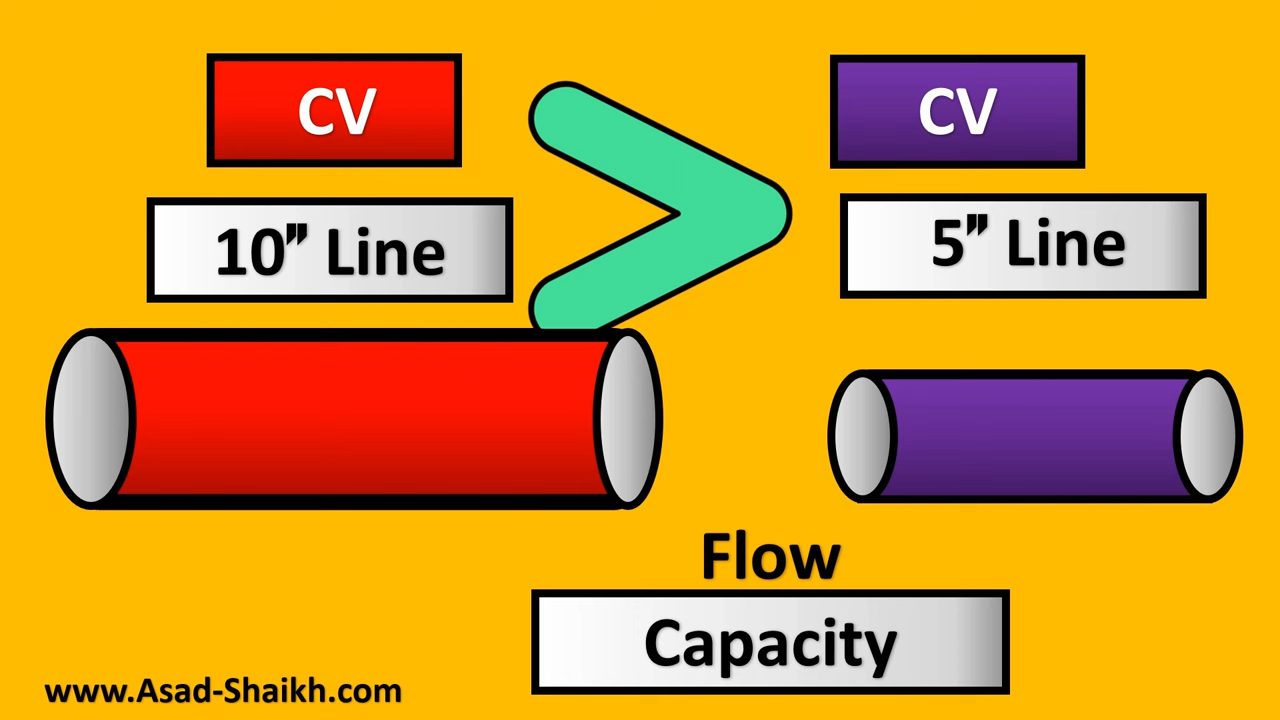 CV
CV
10” Line
5” Line
Flow
Capacity
www.Asad-Shaikh.com